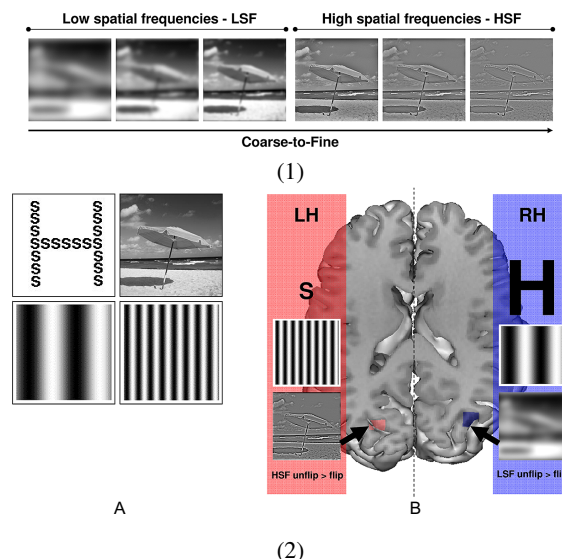 Low spatial frequencies - LSF
High spatial frequencies - HSF
Coarse-to-Fine
(1)
S S
S S
S S
SSSSSSS
S S
S S
S S
A
LH
RH
S
H
HSF unflip > flip
LSF unflip > flip
B
(2)